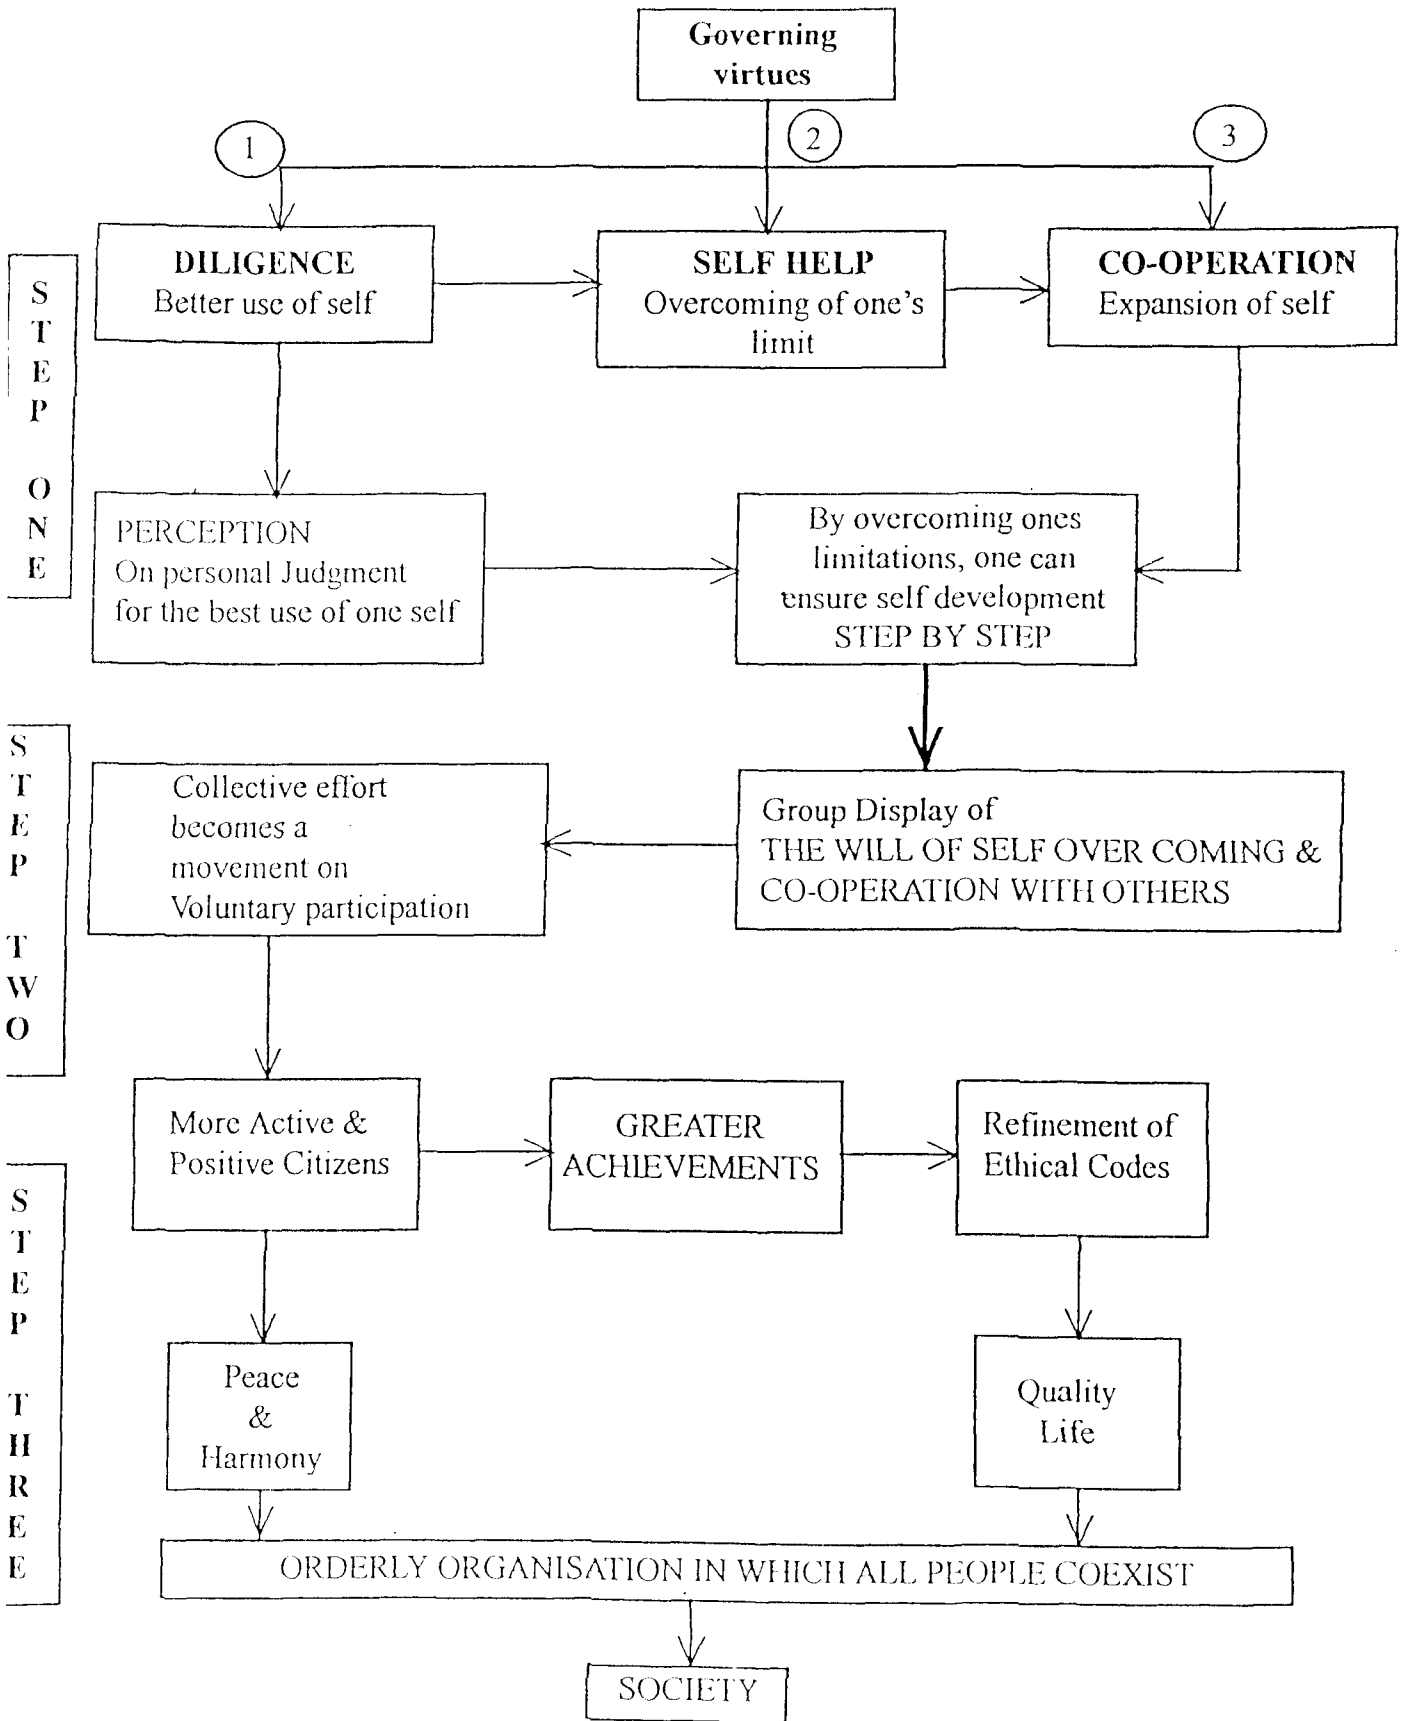 Governing
virtues
1
2
3
DILIGENCE
Better use of self
SELF HELP
Overcoming of one's
limit
CO-OPERATION
Expansion of self
STEP ONE
PERCEPTION
On personal Judgment
for the best use of one self
By overcoming ones
limitations, one can
ensure self development
STEP BY STEP
STEP TWO
Collective effort
becomes a
movement on
Voluntary participation
Group Display of
THE WILL OF SELF OVER COMING &
CO-OPERATION WITH OTHERS
More Active &
Positive Citizens
GREATER
ACHIEVEMENTS
Refinement of
Ethical Codes
STEP THREE
Peace
&
Harmony
Quality
Life
ORDERLY ORGANISATION IN WHICH ALL PEOPLE COEXIST
SOCIETY